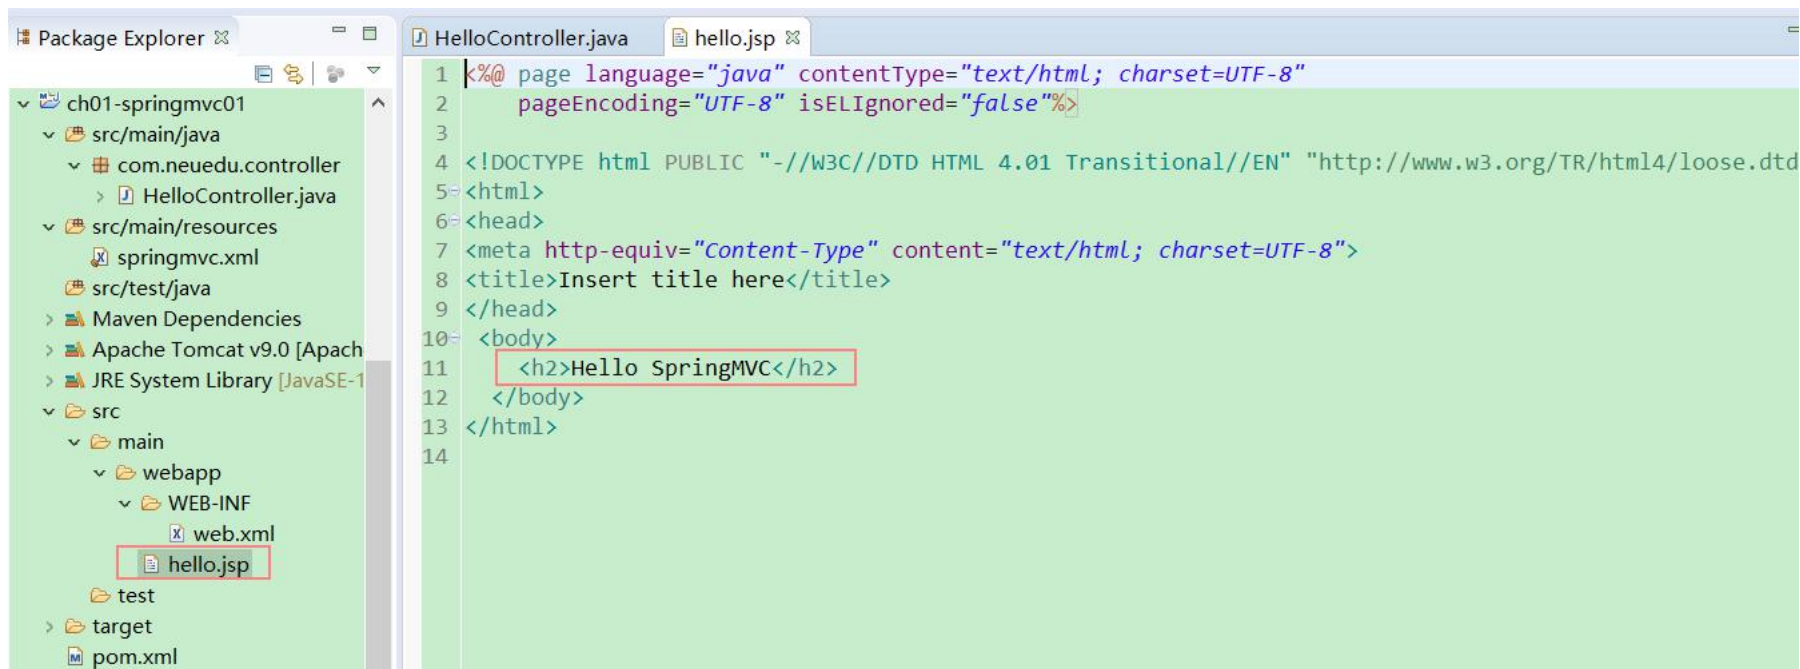 Package Explorer
ch01-springmvc01
src/main/java
com.neuedu.controller
HelloController.java
src/main/resources
springmvc.xml
src/test/java
Maven Dependencies
Apache Tomcat v9.0 [Apach
JRE System Library [JavaSE-1
src
main
webapp
WEB-INF
web.xml
hello.jsp
test
target
pom.xml
HelloController.java hello.jsp
1 <%@ page language="java" contentType="text/html; charset=UTF-8"
2 pageEncoding="UTF-8" isELIgnored="false"%>
3
4 <!DOCTYPE html PUBLIC "-//W3C//DTD HTML 4.01 Transitional//EN" "http://www.w3.org/TR/html4/loose.dtd
5 <html>
6 <head>
7 <meta http-equiv="Content-Type" content="text/html; charset=UTF-8">
8 <title>Insert title here</title>
9 </head>
10 <body>
11 <h2>Hello SpringMVC</h2>
12 </body>
13 </html>
14